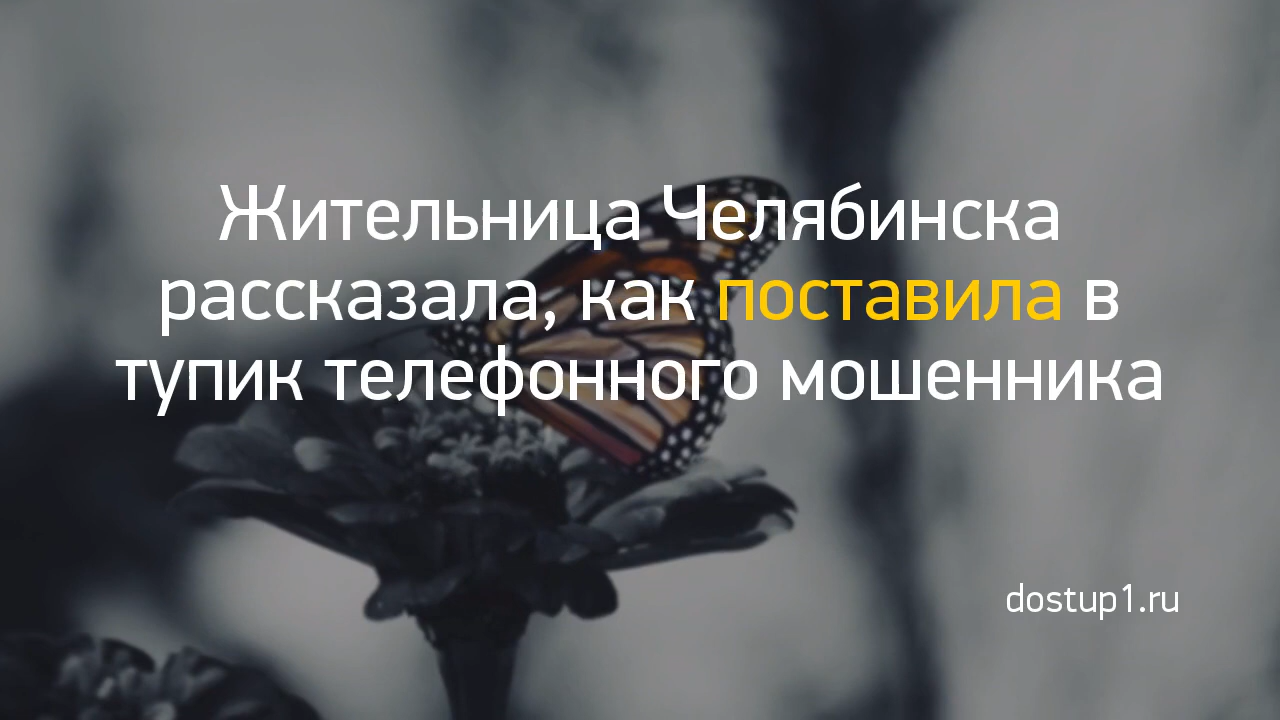 Жительница Челябинска
рассказала, как поставила в
тупик телефонного мошенника
dostup1.ru